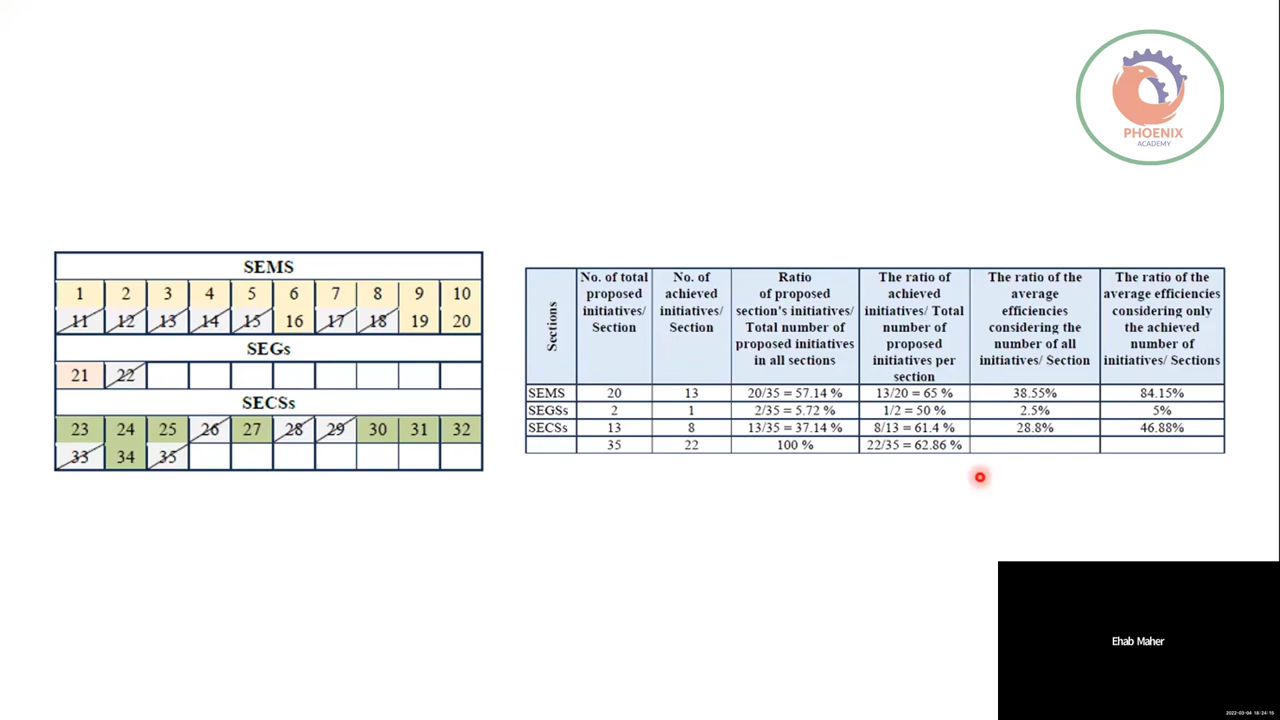 PHOENIX
ACADEMY
SEMS
1 2 3 4 5 6 7 8 9 10
11 12 13 14 15 16 17 18 19 20
SEGs
21 22
SECSs
23 24 25 26 27 28 29 30 31 32
33 34 35
Sections
No. of total
proposed
initiatives/
Section
No. of
achieved
initiatives/
Section
Ratio
of proposed
section's initiatives/
Total number of
proposed initiatives
in all sections
The ratio of
achieved
initiatives/ Total
number of
proposed
initiatives per
section
The ratio of the
average
efficiencies
considering the
number of all
initiatives/ Section
The ratio of the
average efficiencies
considering only
the achieved
number of
initiatives/ Sections
SEMS 20 13 20/35 = 57.14 % 13/20 = 65 % 38.55% 84.15%
SEGSs 2 1 2/35 = 5.72 % 1/2 = 50 % 2.5% 5%
SECSs 13 8 13/35 = 37.14 % 8/13 = 61.4 % 28.8% 46.88%
35 22 100 % 22/35 = 62.86 %
Ehab Maher
2022-03-04 18:24:15